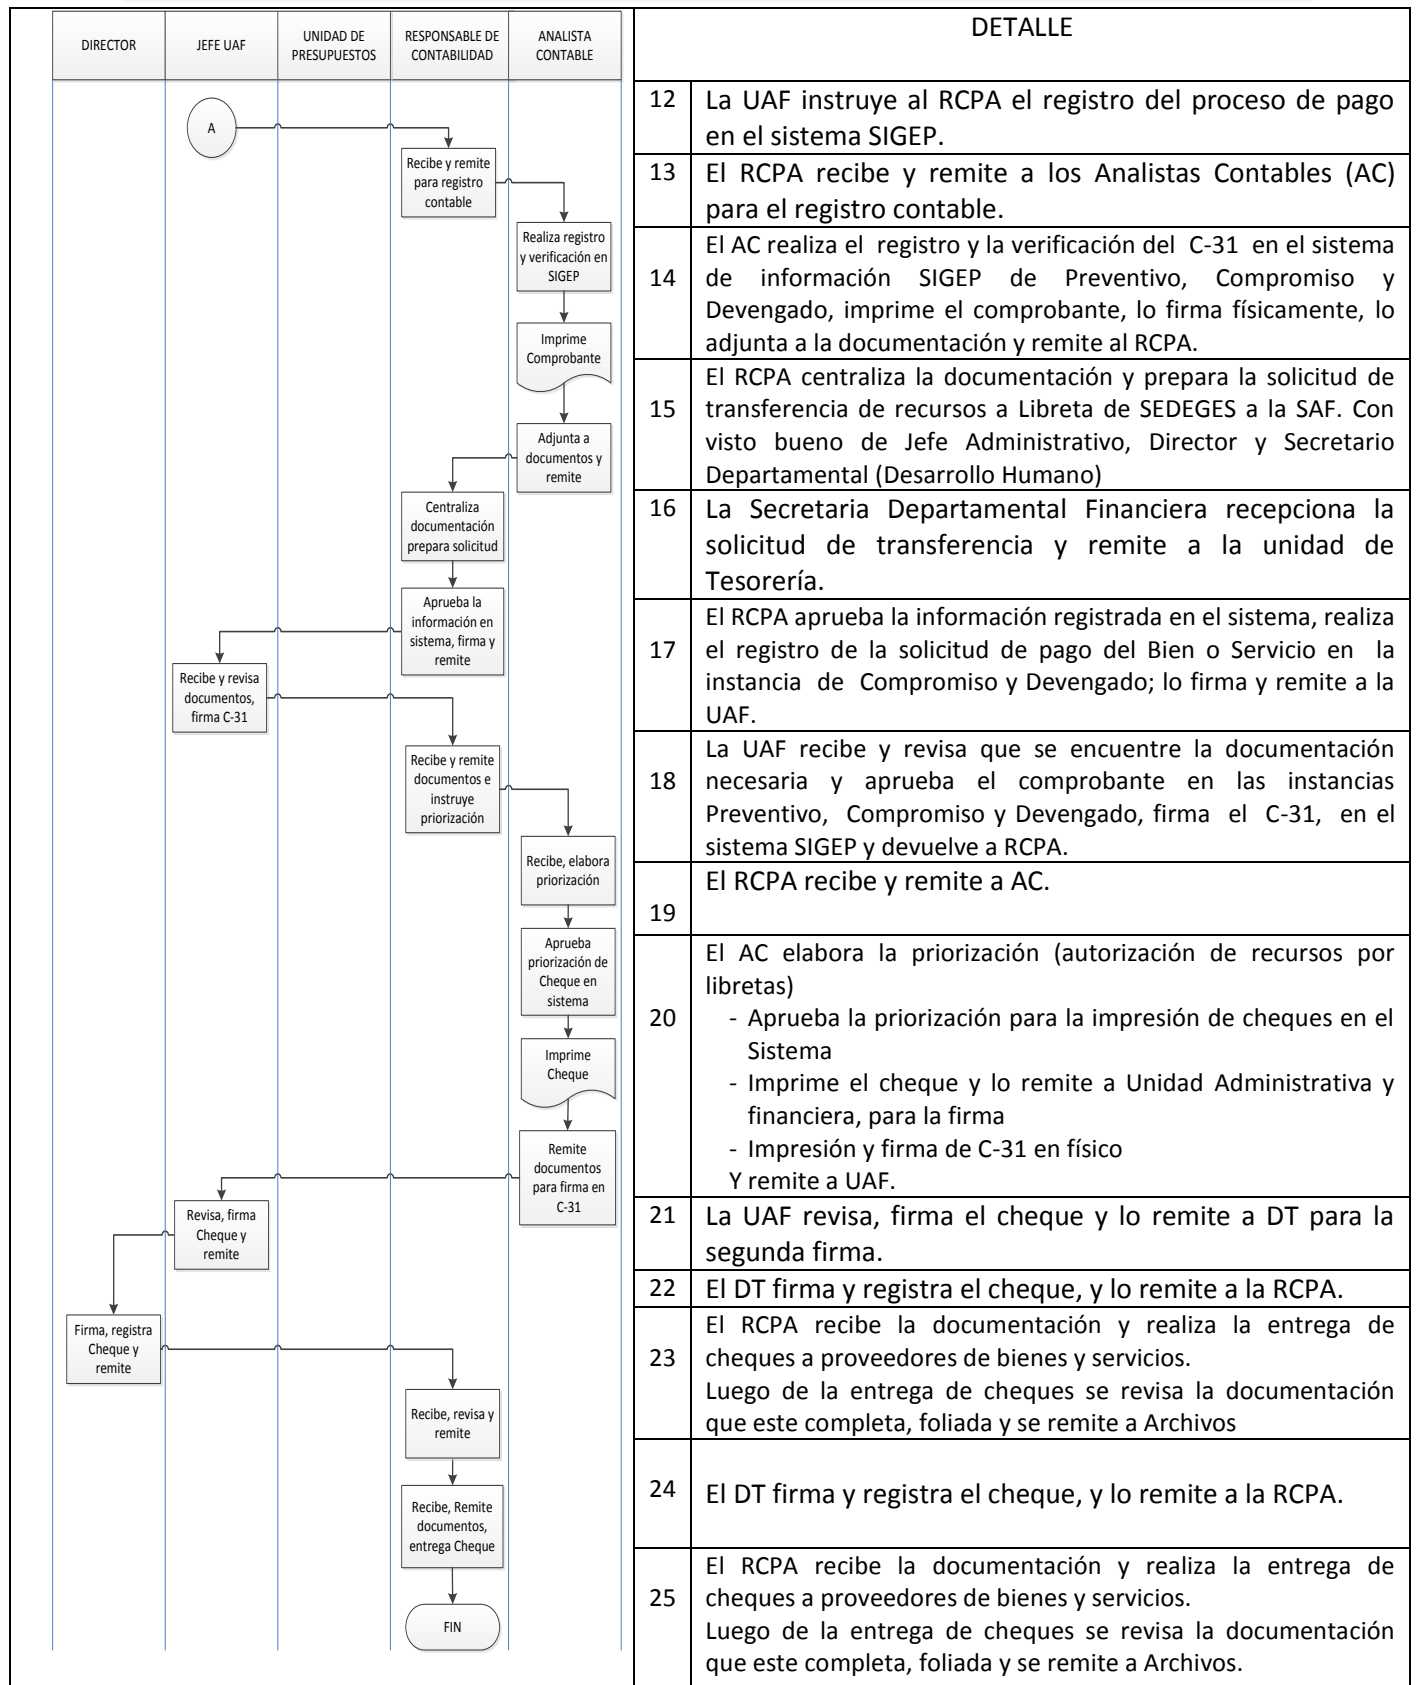 DIRECTOR
JEFE UAF
UNIDAD DE
PRESUPUESTOS
RESPONSABLE DE
CONTABILIDAD
ANALISTA
CONTABLE
A
Recibe y remite
para registro
contable
Realiza registro
y verificación en
SIGEP
Imprime
Comprobante
Adjunta a
documentos y
remite
Centraliza
documentación
prepara solicitud
Aprueba la
información en
sistema, firma y
remite
Recibe y revisa
documentos,
firma C-31
Recibe y remite
documentos e
instruye
priorización
Recibe, elabora
priorización
Aprueba
priorización de
Cheque en
sistema
Imprime
Cheque
Remite
documentos
para firma en
C-31
Revisa, firma
Cheque y
remite
Firma, registra
Cheque y
remite
Recibe, revisa y
remite
Recibe, Remite
documentos,
entrega Cheque
FIN
DETALLE
12 La UAF instruye al RCPA el registro del proceso de pago
en el sistema SIGEP.
13 El RCPA recibe y remite a los Analistas Contables (AC)
para el registro contable.
El AC realiza el registro y la verificación del C-31 en el sistema
14 de información SIGEP de Preventivo, Compromiso y
Devengado, imprime el comprobante, lo firma físicamente, lo
adjunta a la documentación y remite al RCPA.
El RCPA centraliza la documentación y prepara la solicitud de
15 transferencia de recursos a Libreta de SEDEGES a la SAF. Con
visto bueno de Jefe Administrativo, Director y Secretario
Departamental (Desarrollo Humano)
16 La Secretaria Departamental Financiera recepciona la
solicitud de transferencia y remite a la unidad de
Tesorería.
El RCPA aprueba la información registrada en el sistema, realiza
17 el registro de la solicitud de pago del Bien o Servicio en la
instancia de Compromiso y Devengado; lo firma y remite a la
UAF.
La UAF recibe y revisa que se encuentre la documentación
18 necesaria y aprueba el comprobante en las instancias
Preventivo, Compromiso y Devengado, firma el C-31, en el
sistema SIGEP y devuelve a RCPA.
El RCPA recibe y remite a AC.
19
El AC elabora la priorización (autorización de recursos por
libretas)
20 - Aprueba la priorización para la impresión de cheques en el
Sistema
- Imprime el cheque y lo remite a Unidad Administrativa y
financiera, para la firma
- Impresión y firma de C-31 en físico
Y remite a UAF.
21 La UAF revisa, firma el cheque y lo remite a DT para la
segunda firma.
22 El DT firma y registra el cheque, y lo remite a la RCPA.
El RCPA recibe la documentación y realiza la entrega de
23 cheques a proveedores de bienes y servicios.
Luego de la entrega de cheques se revisa la documentación
que este completa, foliada y se remite a Archivos
24 El DT firma y registra el cheque, y lo remite a la RCPA.
El RCPA recibe la documentación y realiza la entrega de
25 cheques a proveedores de bienes y servicios.
Luego de la entrega de cheques se revisa la documentación
que este completa, foliada y se remite a Archivos.